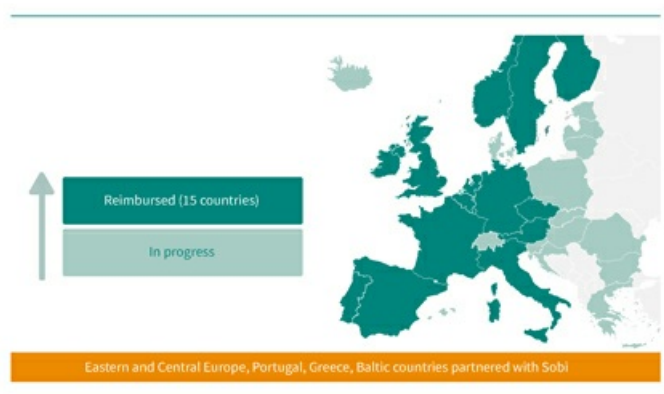 Reimbursed (15 countries)
In progress
Eastern and Central Europe, Portugal, Greece, Baltic countries partnered with Sobi